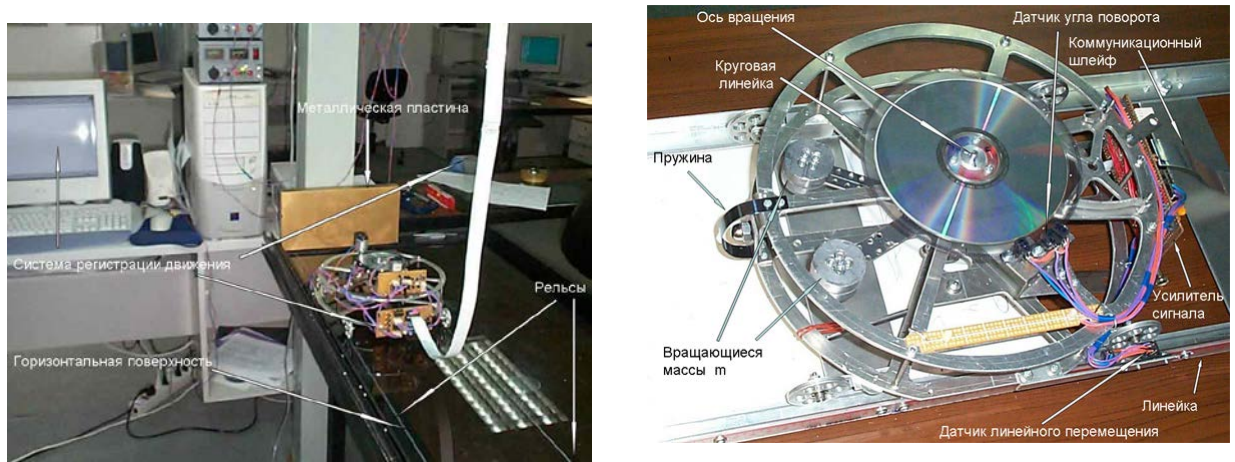 Металлическая пластина
Система регистрации движения
Рельсы
Горизонтальная поверхность
Ось вращения
Датчик угла поворота
Коммуникационный
шлейф
Круговая
линейка
Пружина
Усилитель
сигнала
Вращающиеся
массы m
Линейка
Датчик линейного перемещения